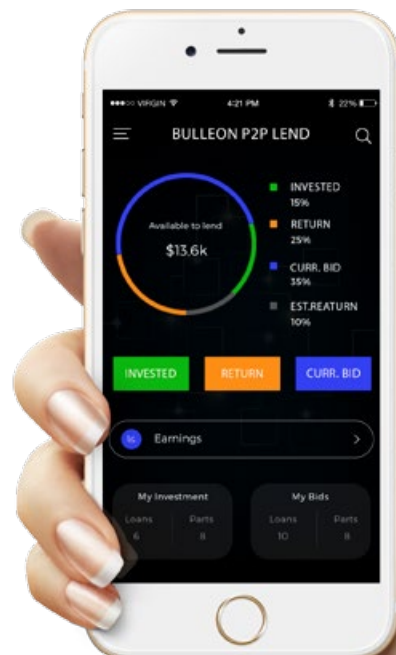 VIRGIN 4:21 PM 22%
BULLEON P2P LEND
INVESTED
15%
RETURN
25%
CURR. BID
35%
EST.REATURN
10%
Available to lend
$13.6k
INVESTED RETURN CURR. BID
Earnings
My Investment My Bids
Loans Parts Loans Parts
6 8 10 8